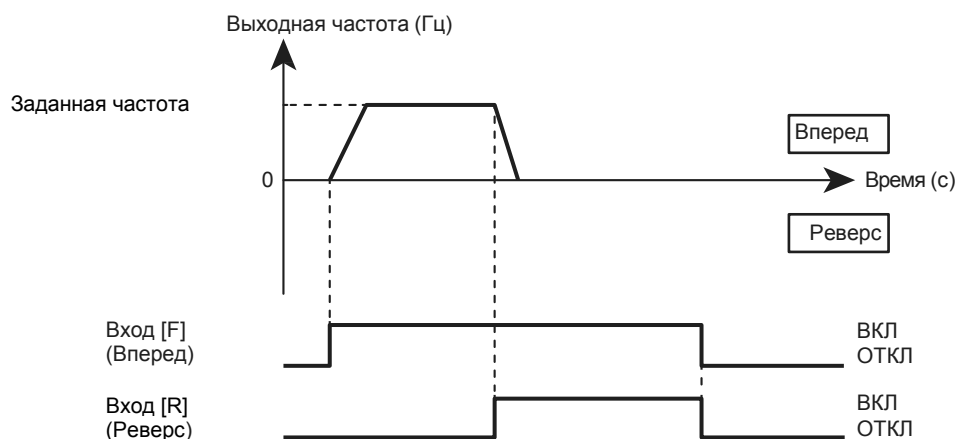 Выходная частота (Гц)
Заданная частота
Вперед
0
Время (с)
Реверс
Вход [F]
(Вперед)
ВКЛ
ОТКЛ
Вход [R]
(Реверс)
ВКЛ
ОТКЛ